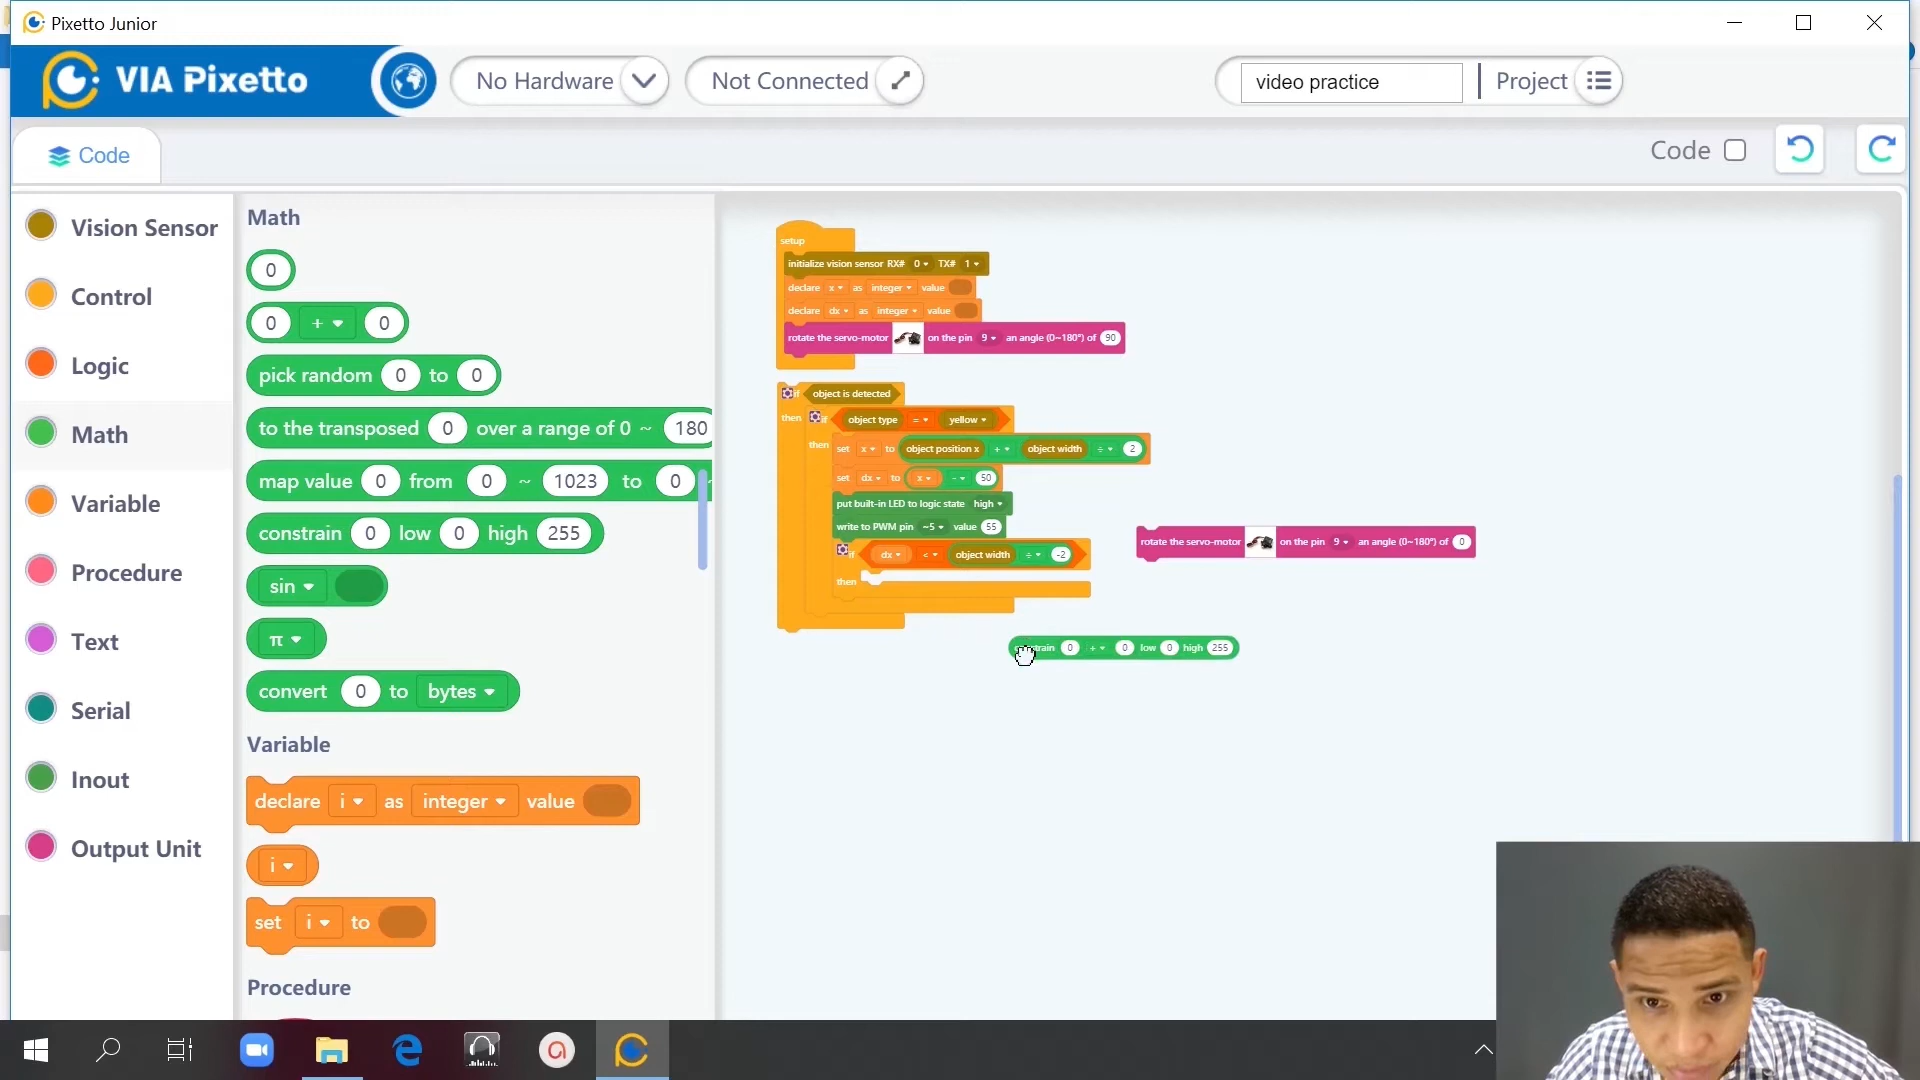 Pixetto Junior
VIA Pixetto
No Hardware
Not Connected
video practice
Project
Code
Code
Vision Sensor
Control
Logic
Math
Variable
Procedure
Text
Serial
Inout
Output Unit
Math
0
0 + 0
pick random 0 to 0
to the transposed 0 over a range of 0 ~ 180
map value 0 from 0 ~ 1023 to 0
constrain 0 low 0 high 255
sin
π
convert 0 to bytes
Variable
declare i as integer value
i
set i to
Procedure
setup
initialize vision sensor RX# 0 TX# 1
declare x as integer value
declare dx as integer value
rotate the servo-motor on the pin 9 an angle (0~180°) of 90
if object is detected
then if object type = yellow
then set x to object position x + object width ÷ 2
set dx to x - 50
put built-in LED to logic state high
write to PWM pin ~5 value 55
if dx < object width ÷ -2
then
rotate the servo-motor on the pin 9 an angle (0~180°) of 0
0 + 0 low 0 high 255